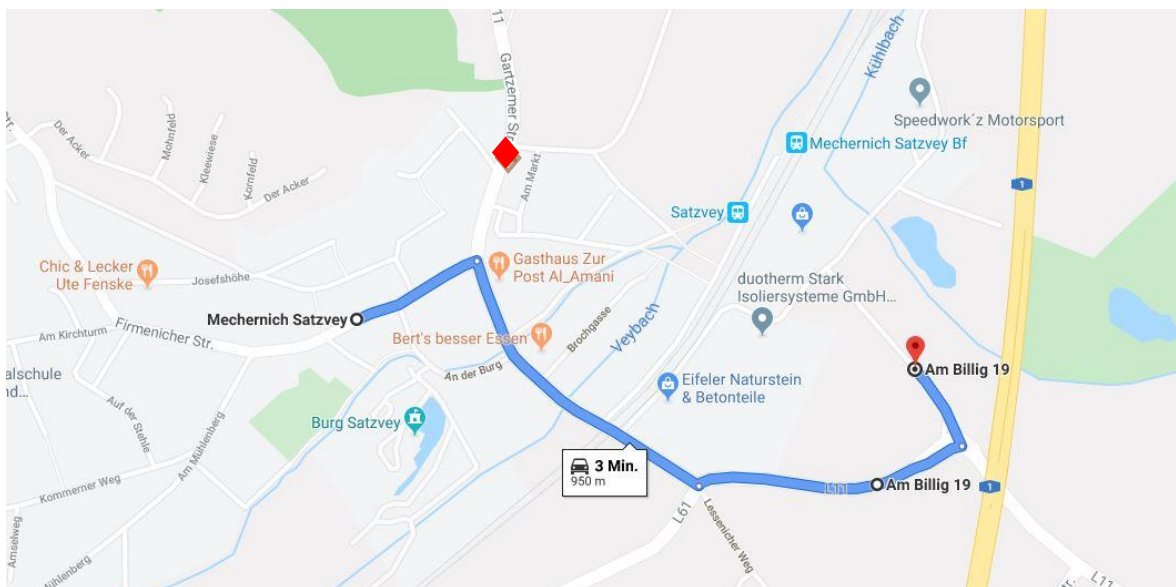 11
Gartzemer Str.
Kühlbach
Speedwork´z Motorsport
Str.
Der Acker
Mohnfeld
Kleewiese
Kornfeld
Der Acker
Am Markt
Mechernich Satzvey Bf
1
Satzvey
Chic & Lecker
Ute Fenske
Josefshöhe
Gasthaus Zur
Post Al_Amani
duotherm Stark
Isoliersysteme GmbH...
Mechernich Satzvey
Firmenicher Str.
Am Kirchturm
Bert's besser Essen
Brochgasse
Veybach
An der Burg
alschule
nd...
Am Billig 19
Eifeler Naturstein
& Betonteile
Auf der Stehle
Am Mühlenberg
Burg Satzvey
3 Min.
950 m
Kommerner Weg
L11
Am Billig 19
1
L61
Lessenicher Weg
Amselweg
Mühlenberg
L11
Str.